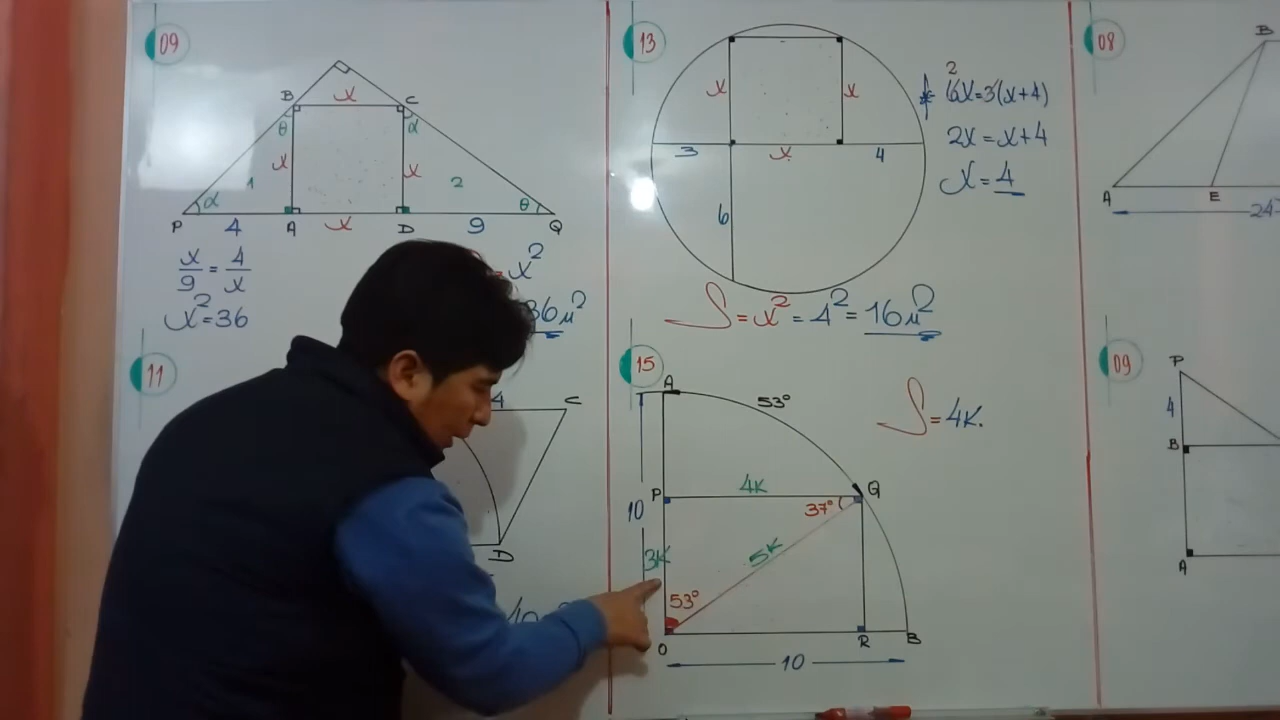 09
B
x
C
θ
α
x
x
1
2
α
θ
P
4
A
x
D
9
Q
x/9 = 4/x
= x²
x² = 36
36u²
11
4
C
D
13
x
x
3
x
4
6
2
6x=3(x+4)
2x=x+4
x=4
S=x²=4²=16u²
15
A
53°
S=4K.
P
4K
Q
10
37°
3K
5K
53°
O
R
B
10
08
B
A
E
24
09
P
4
B
A